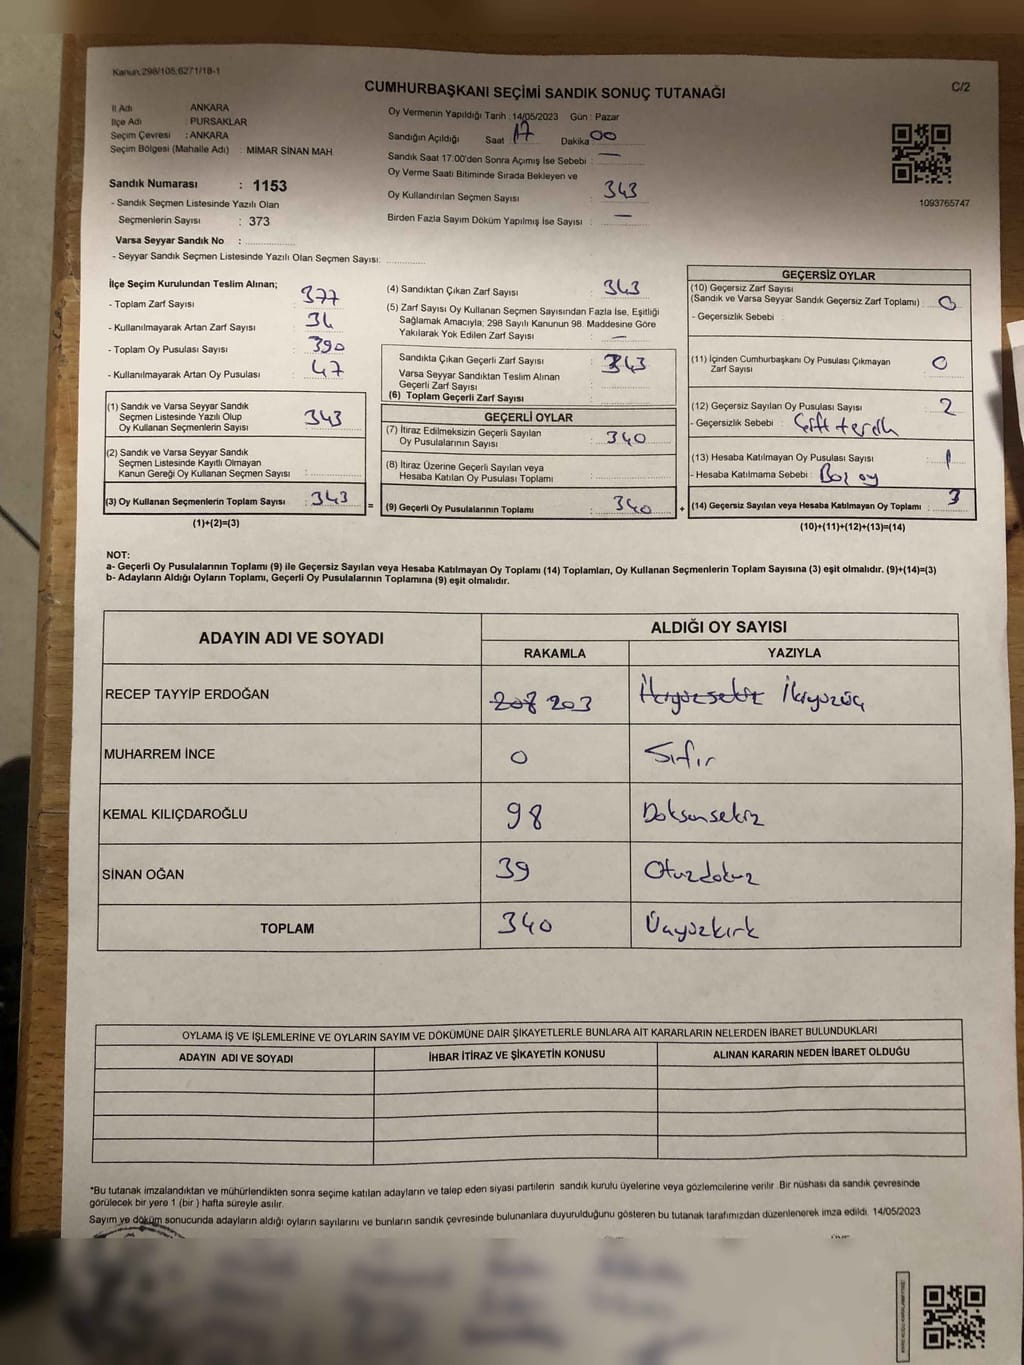 Kanun:298/105;6271/18-1
CUMHURBAŞKANI SEÇİMİ SANDIK SONUÇ TUTANAĞI
C/2
İl Adı ANKARA
İlçe Adı PURSAKLAR
Seçim Çevresi : ANKARA
Seçim Bölgesi (Mahalle Adı) : MİMAR SİNAN MAH.
Sandık Numarası : 1153
- Sandık Seçmen Listesinde Yazılı Olan
Seçmenlerin Sayısı : 373
Varsa Seyyar Sandık No :
- Seyyar Sandık Seçmen Listesinde Yazılı Olan Seçmen Sayısı:
Oy Vermenin Yapıldığı Tarih : 14/05/2023 Gün : Pazar
Sandığın Açıldığı Saat 17 Dakika 00
Sandık Saat 17:00'den Sonra Açımış İse Sebebi : —
Oy Verme Saati Bitiminde Sırada Bekleyen ve
Oy Kullandırılan Seçmen Sayısı : 343
Birden Fazla Sayım Döküm Yapılmış İse Sayısı : —
1093765747
İlçe Seçim Kurulundan Teslim Alınan;
- Toplam Zarf Sayısı : 377
- Kullanılmayarak Artan Zarf Sayısı : 34
- Toplam Oy Pusulası Sayısı : 390
- Kullanılmayarak Artan Oy Pusulası : 47
(1) Sandık ve Varsa Seyyar Sandık
Seçmen Listesinde Yazılı Olup
Oy Kullanan Seçmenlerin Sayısı : 343
(2) Sandık ve Varsa Seyyar Sandık
Seçmen Listesinde Kayıtlı Olmayan
Kanun Gereği Oy Kullanan Seçmen Sayısı :
(3) Oy Kullanan Seçmenlerin Toplam Sayısı : 343 =
(1)+(2)=(3)
(4) Sandıktan Çıkan Zarf Sayısı : 343
(5) Zarf Sayısı Oy Kullanan Seçmen Sayısından Fazla İse, Eşitliği
Sağlamak Amacıyla; 298 Sayılı Kanunun 98. Maddesine Göre
Yakılarak Yok Edilen Zarf Sayısı : —
Sandıkta Çıkan Geçerli Zarf Sayısı : 343
Varsa Seyyar Sandıktan Teslim Alınan
Geçerli Zarf Sayısı :
(6) Toplam Geçerli Zarf Sayısı :
GEÇERLİ OYLAR
(7) İtiraz Edilmeksizin Geçerli Sayılan
Oy Pusulalarının Sayısı : 340
(8) İtiraz Üzerine Geçerli Sayılan veya
Hesaba Katılan Oy Pusulası Toplamı :
(9) Geçerli Oy Pusulalarının Toplamı : 340 +
GEÇERSİZ OYLAR
(10) Geçersiz Zarf Sayısı
(Sandık ve Varsa Seyyar Sandık Geçersiz Zarf Toplamı) : 0
- Geçersizlik Sebebi :
(11) İçinden Cumhurbaşkanı Oy Pusulası Çıkmayan
Zarf Sayısı : 0
(12) Geçersiz Sayılan Oy Pusulası Sayısı : 2
- Geçersizlik Sebebi : Çift tercih
(13) Hesaba Katılmayan Oy Pusulası Sayısı : 1
- Hesaba Katılmama Sebebi : Boz oy
(14) Geçersiz Sayılan veya Hesaba Katılmayan Oy Toplamı : 3
(10)+(11)+(12)+(13)=(14)
NOT:
a- Geçerli Oy Pusulalarının Toplamı (9) ile Geçersiz Sayılan veya Hesaba Katılmayan Oy Toplamı (14) Toplamları, Oy Kullanan Seçmenlerin Toplam Sayısına (3) eşit olmalıdır. (9)+(14)=(3)
b- Adayların Aldığı Oyların Toplamı, Geçerli Oy Pusulalarının Toplamına (9) eşit olmalıdır.
ADAYIN ADI VE SOYADI
ALDIĞI OY SAYISI
RAKAMLA YAZIYLA
RECEP TAYYİP ERDOĞAN 208 203 İkiyüzsekiz İkiyüzüç
MUHARREM İNCE 0 Sıfır
KEMAL KILIÇDAROĞLU 98 Doksansekiz
SİNAN OĞAN 39 Otuzdokuz
TOPLAM 340 Üçyüzkırk
OYLAMA İŞ VE İŞLEMLERİNE VE OYLARIN SAYIM VE DÖKÜMÜNE DAİR ŞİKAYETLERLE BUNLARA AİT KARARLARIN NELERDEN İBARET BULUNDUKLARI
ADAYIN ADI VE SOYADI İHBAR İTİRAZ VE ŞİKAYETİN KONUSU ALINAN KARARIN NEDEN İBARET OLDUĞU
*Bu tutanak imzalandıktan ve mühürlendikten sonra seçime katılan adayların ve talep eden siyasi partilerin sandık kurulu üyelerine veya gözlemcilerine verilir. Bir nüshası da sandık çevresinde
görülecek bir yere 1 (bir ) hafta süreyle asılır.
Sayım ve döküm sonucunda adayların aldığı oyların sayılarını ve bunların sandık çevresinde bulunanlara duyurulduğunu gösteren bu tutanak tarafımızdan düzenlenerek imza edildi. 14/05/2023